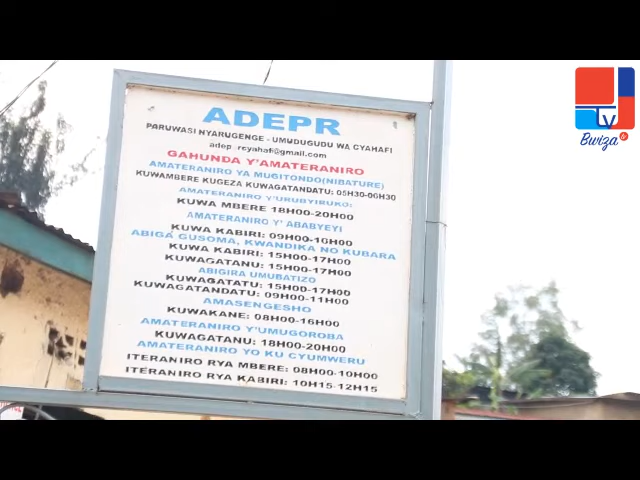 ADEPR
PARUWASI NYARUGENGE - UMUDUGUDU WA CYAHAFI
adep_rcyahafi@gmail.com
GAHUNDA Y'AMATERANIRO
AMATERANIRO YA MUGITONDO(NIBATURE)
KUWAMBERE KUGEZA KUWAGATANDATU: 05H30-06H30
AMATERANIRO Y'URUBYIRUKO:
KUWA MBERE 18H00-20H00
AMATERANIRO Y' ABABYEYI
KUWA KABIRI: 09H00-10H00
ABIGA GUSOMA, KWANDIKA NO KUBARA
KUWA KABIRI: 15H00-17H00
KUWAGATANU: 15H00-17H00
ABIGIRA UMUBATIZO
KUWAGATATU: 15H00-17H00
KUWAGATANDATU: 09H00-11H00
AMASENGESHO
KUWAKANE: 08H00-16H00
AMATERANIRO Y'UMUGOROBA
KUWAGATANU: 18H00-20H00
AMATERANIRO YO KU CYUMWERU
ITERANIRO RYA MBERE: 08H00-10H00
ITERANIRO RYA KABIRI: 10H15-12H15
TV
Bwiza